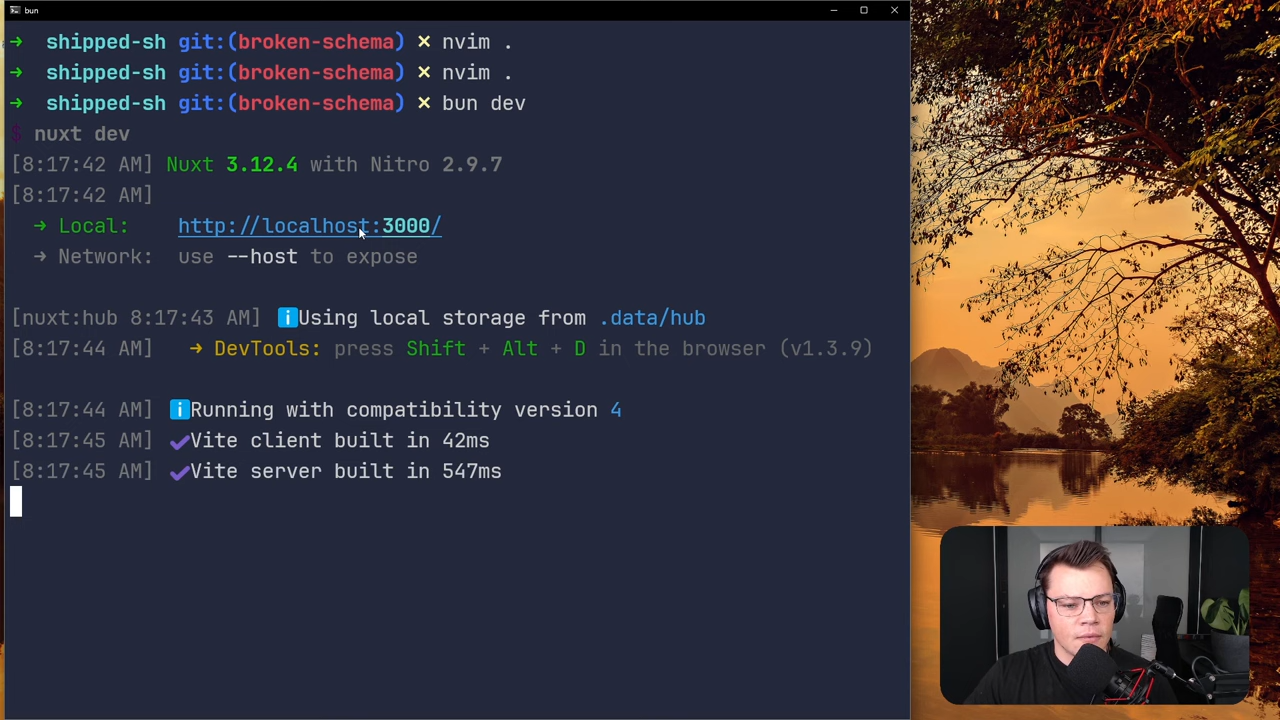 bun
➜ shipped-sh git:(broken-schema) ✗ nvim .
➜ shipped-sh git:(broken-schema) ✗ nvim .
➜ shipped-sh git:(broken-schema) ✗ bun dev
$ nuxt dev
[8:17:42 AM] Nuxt 3.12.4 with Nitro 2.9.7
[8:17:42 AM]
➜ Local: http://localhost:3000/
➜ Network: use --host to expose
[nuxt:hub 8:17:43 AM] ℹ Using local storage from .data/hub
[8:17:44 AM] ➜ DevTools: press Shift + Alt + D in the browser (v1.3.9)
[8:17:44 AM] ℹ Running with compatibility version 4
[8:17:45 AM] ✔ Vite client built in 42ms
[8:17:45 AM] ✔ Vite server built in 547ms